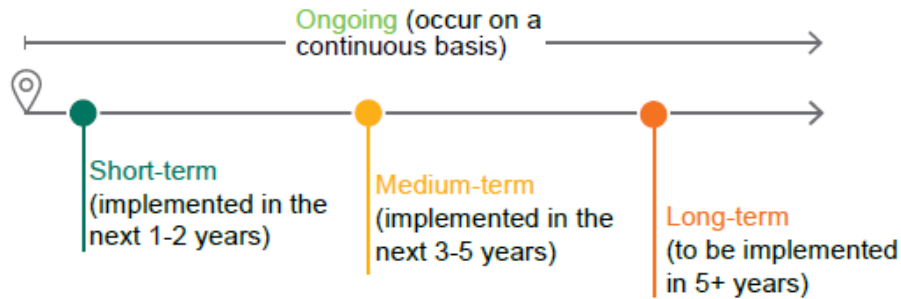 Ongoing (occur on a
continuous basis)
Short-term
(implemented in the
next 1-2 years)
Medium-term
(implemented in the
next 3-5 years)
Long-term
(to be implemented
in 5+ years)